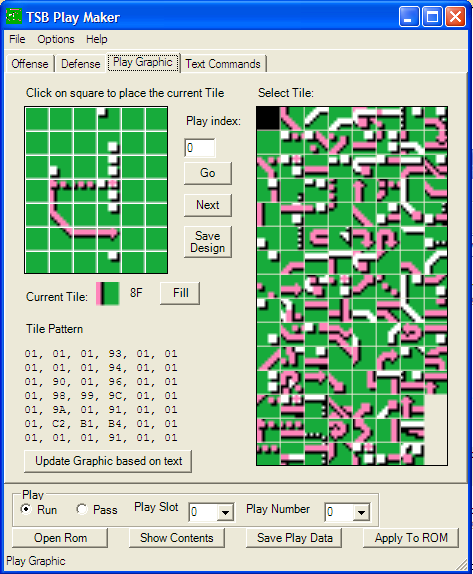 TSB Play Maker
File Options Help
Offense Defense Play Graphic Text Commands
Click on square to place the current Tile
Select Tile:
Play index:
0
Go
Next
Save
Design
Current Tile: 8F Fill
Tile Pattern
01, 01, 01, 93, 01, 01
01, 01, 01, 94, 01, 01
01, 90, 01, 96, 01, 01
01, 98, 99, 9C, 01, 01
01, 9A, 01, 91, 01, 01
01, C2, B1, B4, 01, 01
01, 01, 01, 91, 01, 01
Update Graphic based on text
Play
Run Pass Play Slot 0 Play Number 0
Open Rom Show Contents Save Play Data Apply To ROM
Play Graphic